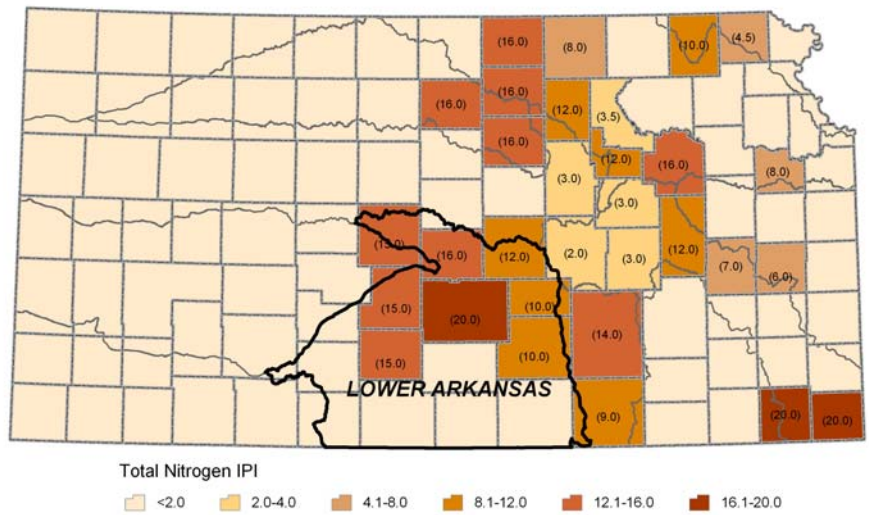 (16.0) (8.0) (10.0) (4.5)
(16.0) (16.0) (12.0) (3.5)
(16.0) (12.0) (16.0) (8.0)
(3.0)
(3.0)
(15.0) (16.0) (12.0) (2.0) (3.0) (12.0) (7.0) (6.0)
(15.0) (20.0) (10.0) (14.0)
(15.0) (10.0)
LOWER ARKANSAS
(9.0) (20.0) (20.0)
Total Nitrogen IPI
<2.0 2.0-4.0 4.1-8.0 8.1-12.0 12.1-16.0 16.1-20.0